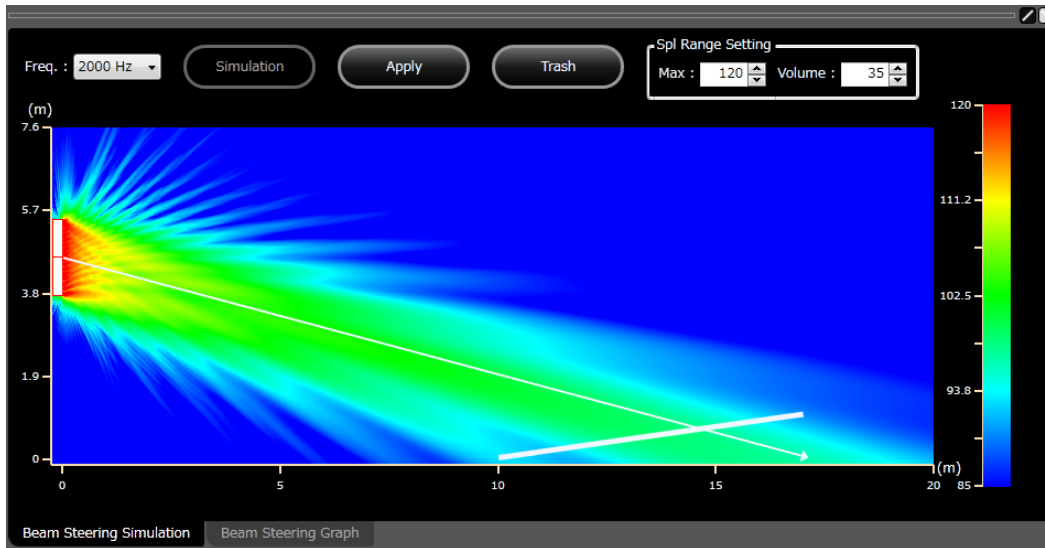 Freq. : 2000 Hz Simulation Apply Trash
Spl Range Setting
Max : 120 Volume : 35
(m)
7.6
5.7
3.8
1.9
0
0 5 10 15 20
(m)
120
111.2
102.5
93.8
85
Beam Steering Simulation Beam Steering Graph